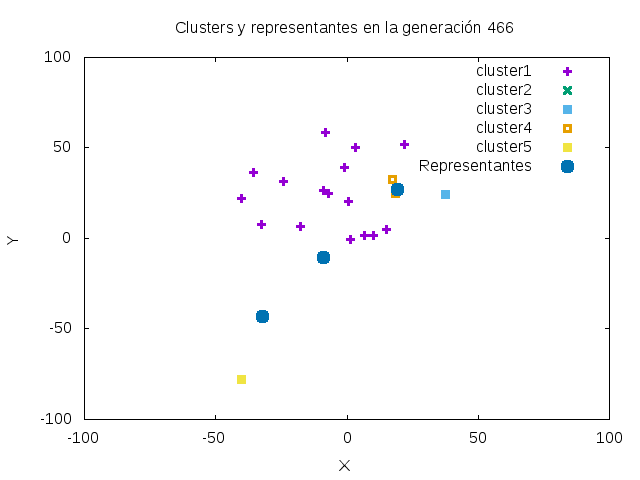 Clusters y representantes en la generación 466
100
50
0
-50
-100
-100
-50
0
50
100
Y
X
cluster1
cluster2
cluster3
cluster4
cluster5
Representantes